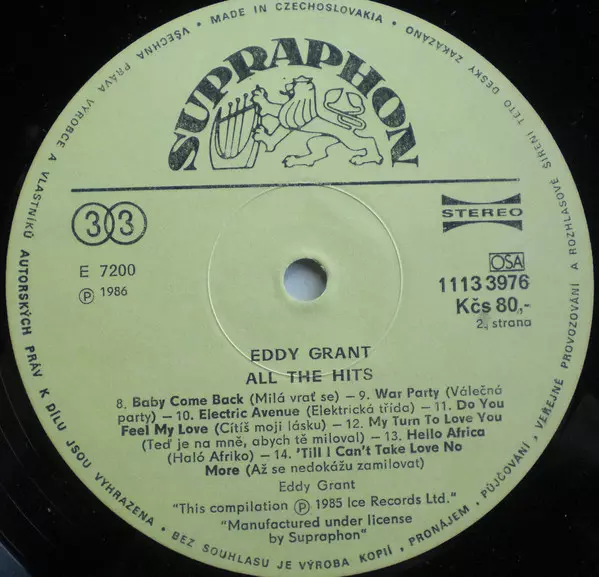 • MADE IN CZECHOSLOVAKIA •
VŠECHNA PRÁVA VÝROBCE A VLASTNÍKŮ AUTORSKÝCH PRÁV K DÍLU JSOU VYHRAZENA • BEZ SOUHLASU JE VÝROBA KOPIÍ, PRONÁJEM, PŮJČOVÁNÍ, VEŘEJNÉ PROVOZOVÁNÍ A ROZHLASOVÉ ŠÍŘENÍ TÉTO DESKY ZAKÁZÁNO
SUPRAPHON
33
STEREO
E 7200
Ⓟ 1986
OSA
1113 3976
Kčs 80,-
2. strana
EDDY GRANT
ALL THE HITS
8. Baby Come Back (Milá vrať se) – 9. War Party (Válečná
party) – 10. Electric Avenue (Elektrická třída) – 11. Do You
Feel My Love (Cítíš moji lásku) – 12. My Turn To Love You
(Teď je na mně, abych tě miloval) – 13. Hello Africa
(Haló Afriko) – 14. 'Till I Can't Take Love No
More (Až se nedokážu zamilovat)
Eddy Grant
"This compilation Ⓟ 1985 Ice Records Ltd."
"Manufactured under license
by Supraphon"